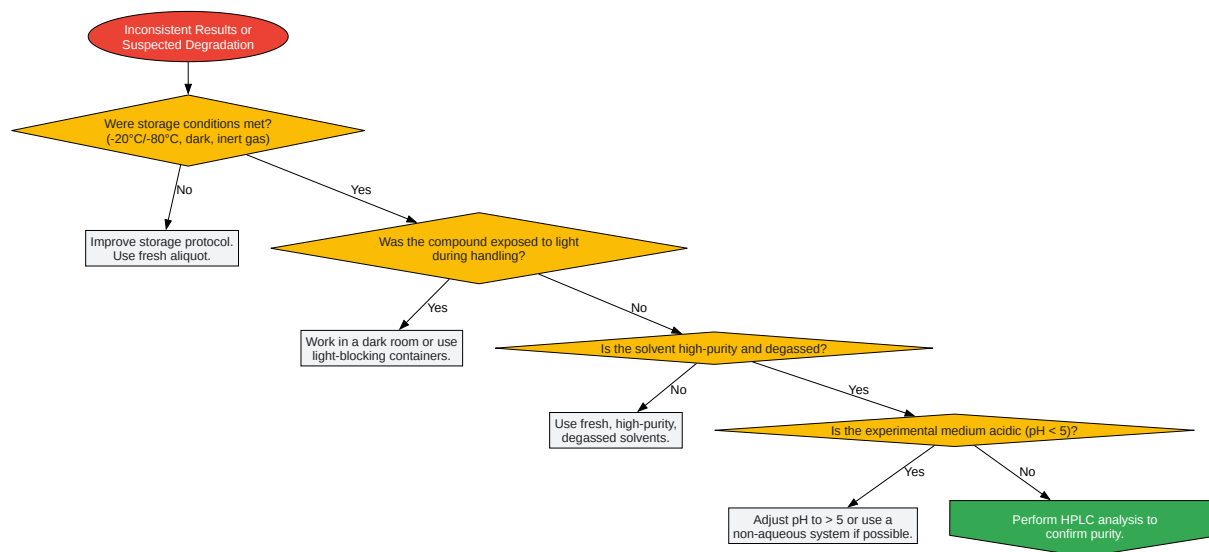 Inconsistent Results or
Suspected Degradation
Were storage conditions met?
(-20°C/-80°C, dark, inert gas)
No
Yes
Improve storage protocol.
Use fresh aliquot.
Was the compound exposed to light
during handling?
Yes
No
Work in a dark room or use
light-blocking containers.
Is the solvent high-purity and degassed?
No
Yes
Use fresh, high-purity,
degassed solvents.
Is the experimental medium acidic (pH < 5)?
Yes
No
Adjust pH to > 5 or use a
non-aqueous system if possible.
Perform HPLC analysis to
confirm purity.